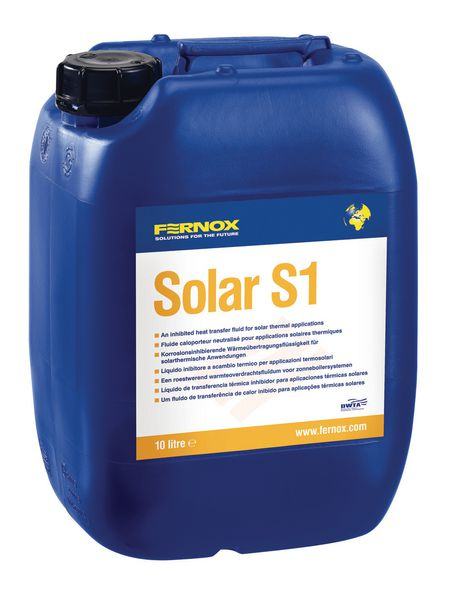 FERNOX
SOLUTIONS FOR THE FUTURE
Solar S1
An inhibited heat transfer fluid for solar thermal applications
Fluide caloporteur neutralisé pour applications solaires thermiques
Korrosionsinhibierende Wärmeübertragungsflüssigkeit für
solarthermische Anwendungen
Liquido inibitore a scambio termico per applicazioni termosolari
Een roestwerend warmteoverdrachtsfluidum voor zonneboilersystemen
Líquido de transferencia térmica inhibidor para aplicaciones térmicas solares
Um fluido de transferência de calor inibido para aplicações térmicas solares
BWTA
10 litre ℮
www.fernox.com